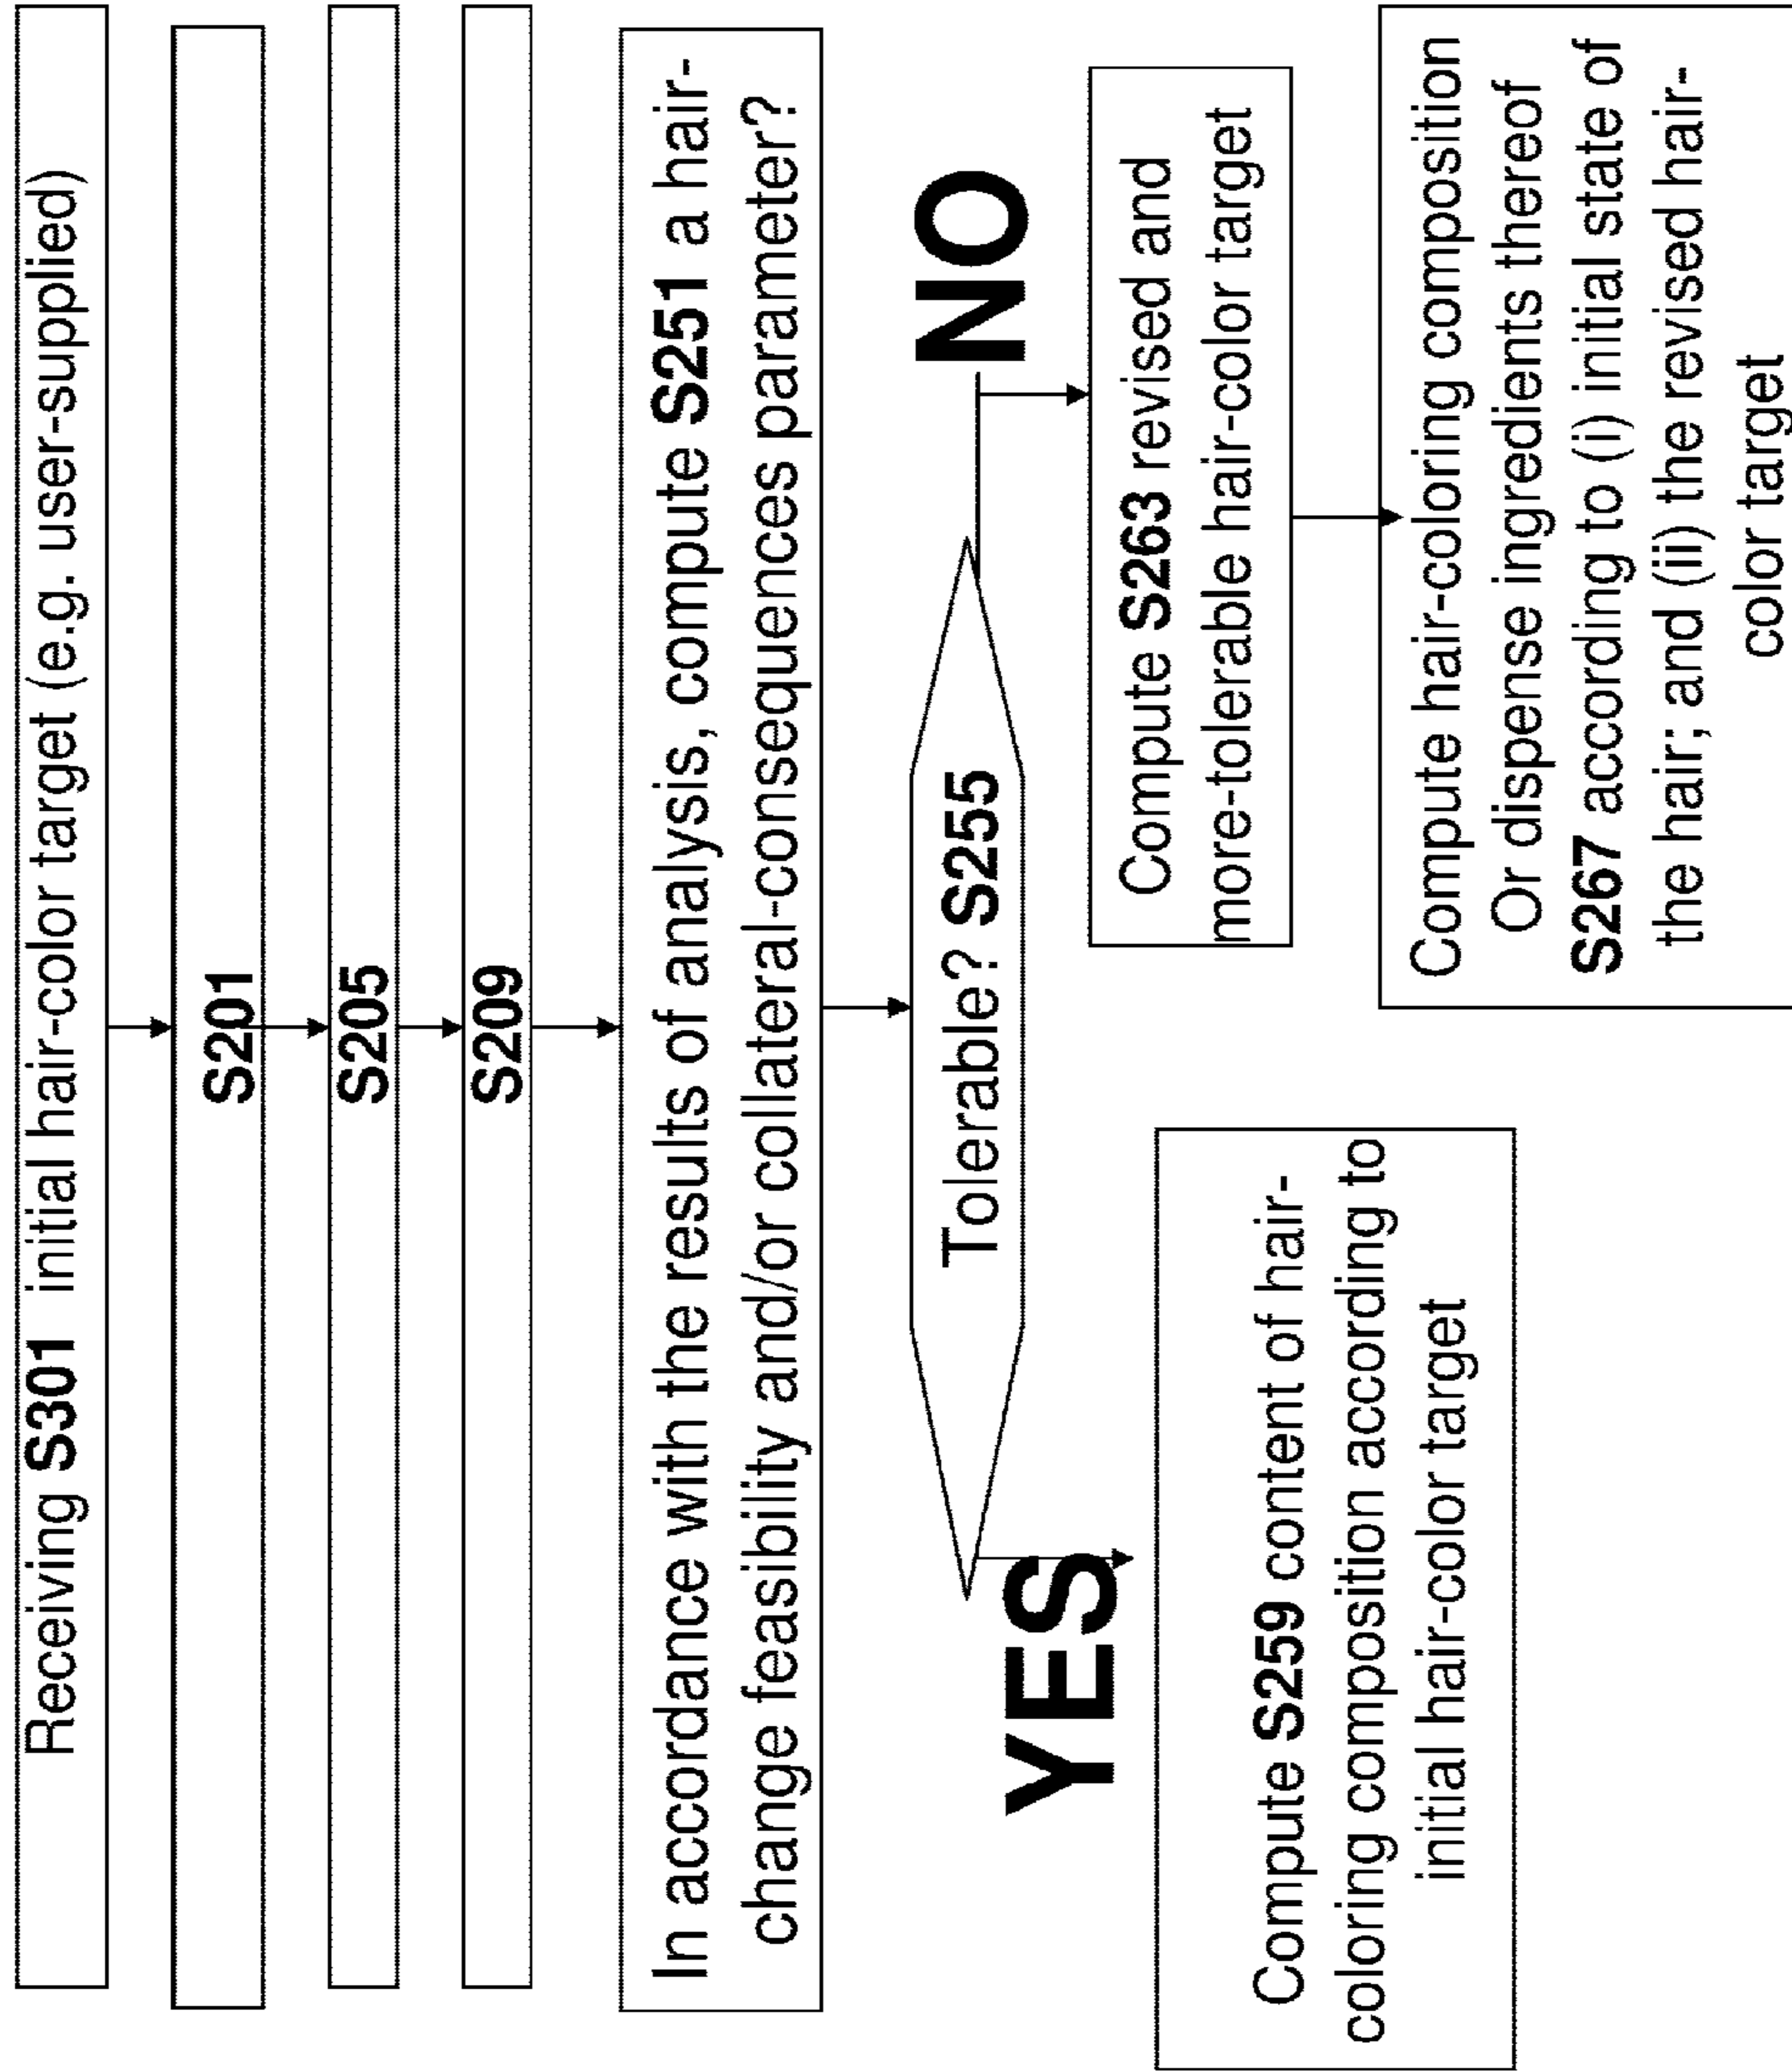 Receiving S301 initial hair-color target (e.g. user-supplied)
S201
S205
S209
In accordance with the results of analysis, compute S251 a hair-
change feasibility and/or collateral-consequences parameter?
Tolerable? S255
YES
NO
Compute S259 content of hair-
coloring composition according to
initial hair-color target
Compute S263 revised and
more-tolerable hair-color target
Compute hair-coloring composition
Or dispense ingredients thereof
S267 according to (i) initial state of
the hair; and (ii) the revised hair-
color target